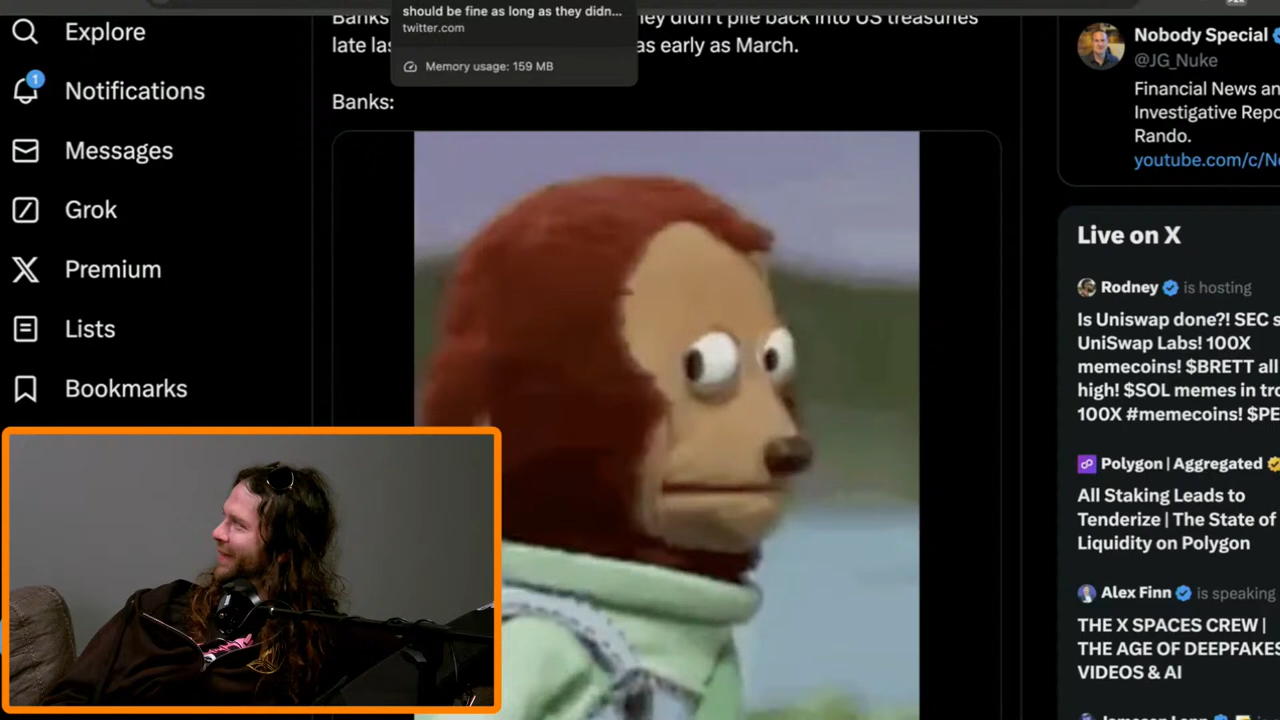 Explore
1
Notifications
Messages
Grok
Premium
Lists
Bookmarks
Banks
should be fine as long as they didn...
twitter.com
Memory usage: 159 MB
hey didn't pile back into US treasuries
late las
as early as March.
Banks:
Nobody Special
@JG_Nuke
Financial News an
Investigative Repo
Rando.
youtube.com/c/N
Live on X
Rodney is hosting
Is Uniswap done?! SEC s
UniSwap Labs! 100X
memecoins! $BRETT all
high! $SOL memes in tro
100X #memecoins! $PE
Polygon | Aggregated
All Staking Leads to
Tenderize | The State of
Liquidity on Polygon
Alex Finn is speaking
THE X SPACES CREW |
THE AGE OF DEEPFAKES
VIDEOS & AI